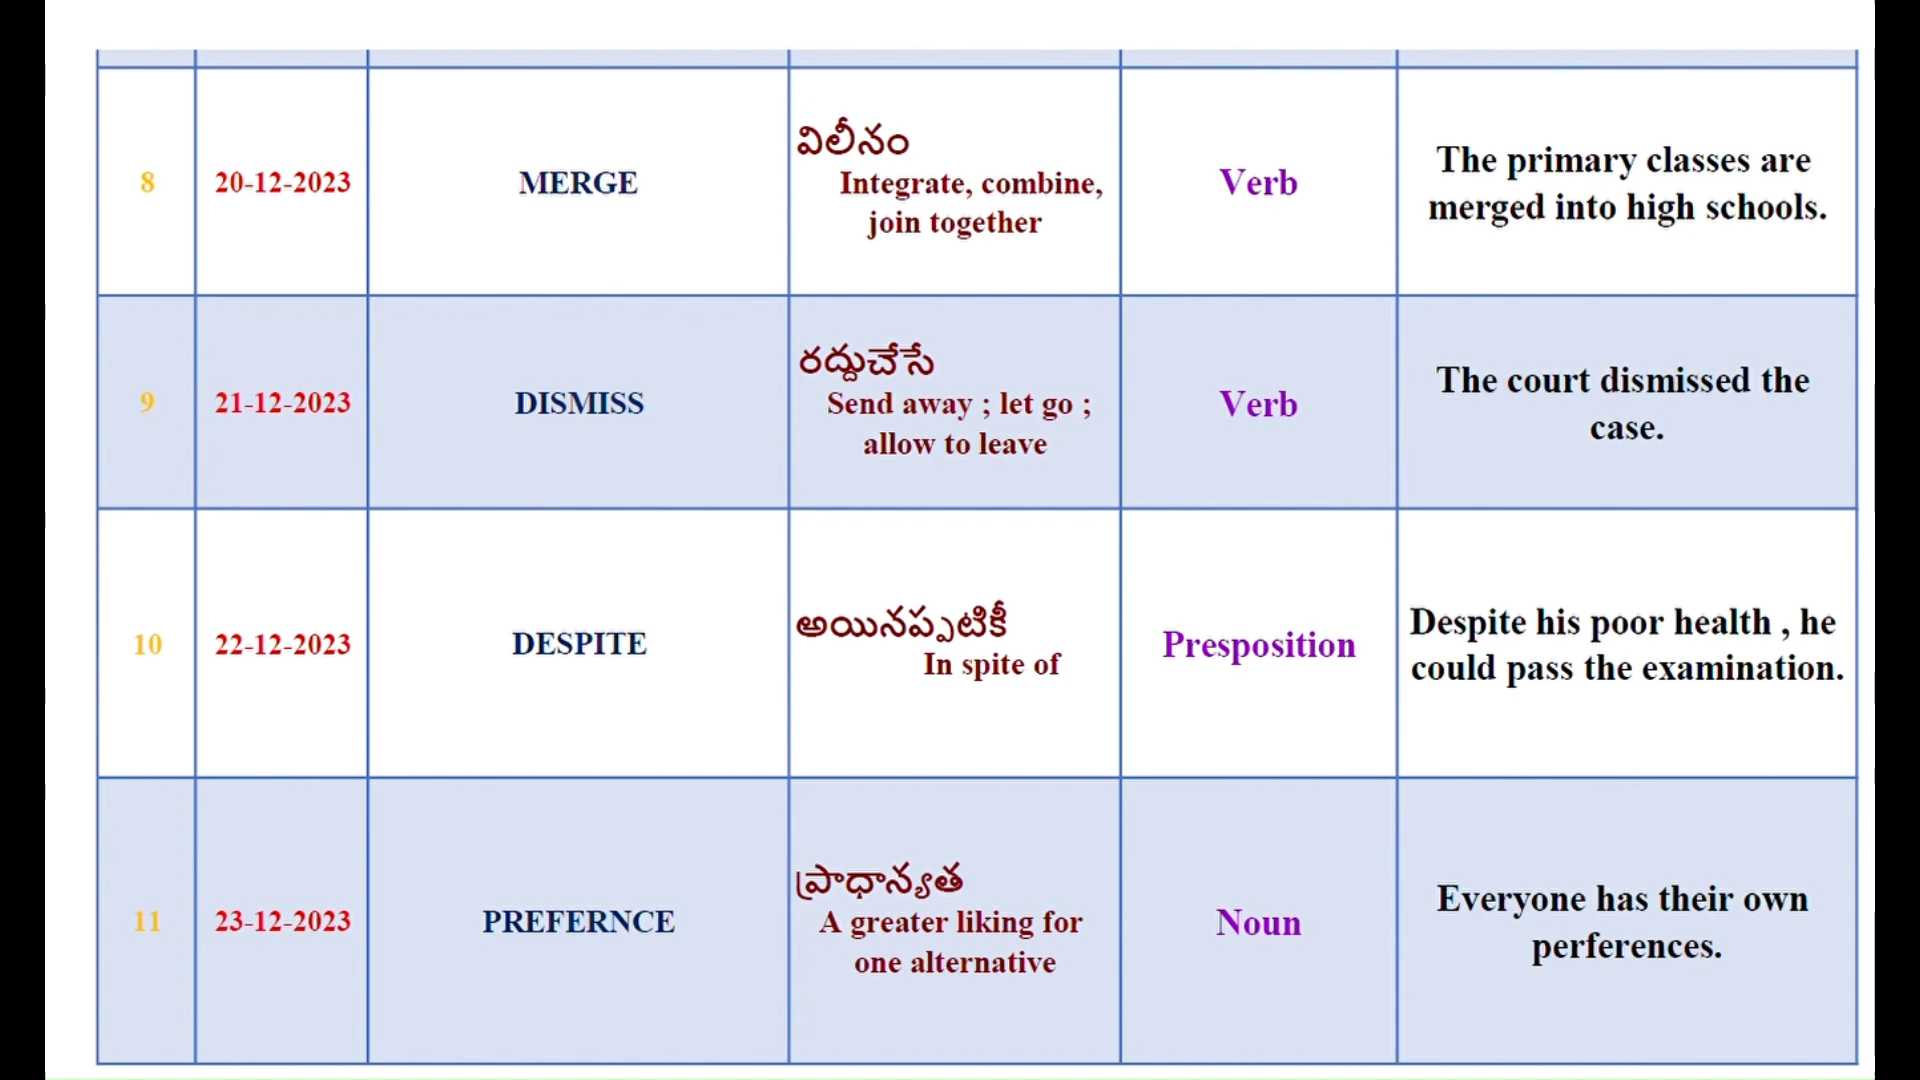 8
20-12-2023
MERGE
విలీనం
Integrate, combine,
join together
Verb
The primary classes are
merged into high schools.
9
21-12-2023
DISMISS
రద్దుచేసే
Send away ; let go ;
allow to leave
Verb
The court dismissed the
case.
10
22-12-2023
DESPITE
అయినప్పటికీ
In spite of
Presposition
Despite his poor health , he
could pass the examination.
11
23-12-2023
PREFERNCE
ప్రాధాన్యత
A greater liking for
one alternative
Noun
Everyone has their own
perferences.